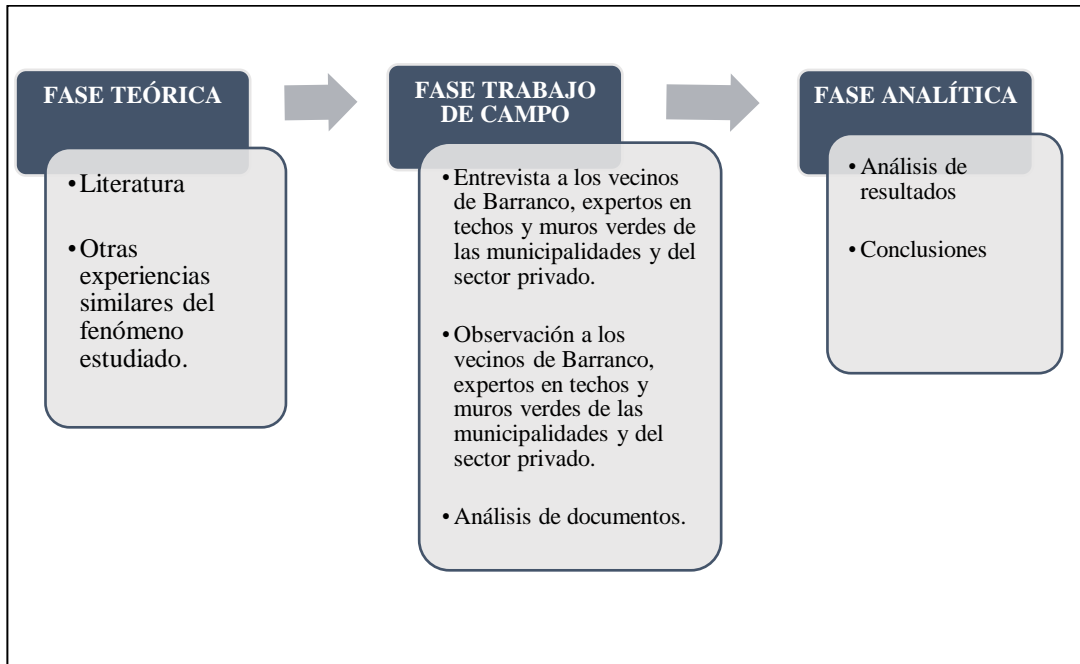 FASE TEÓRICA
• Literatura
• Otras
experiencias
similares del
fenómeno
estudiado.
FASE TRABAJO
DE CAMPO
• Entrevista a los vecinos
de Barranco, expertos en
techos y muros verdes de
las municipalidades y del
sector privado.
• Observación a los
vecinos de Barranco,
expertos en techos y
muros verdes de las
municipalidades y del
sector privado.
• Análisis de documentos.
FASE ANALÍTICA
• Análisis de
resultados
• Conclusiones